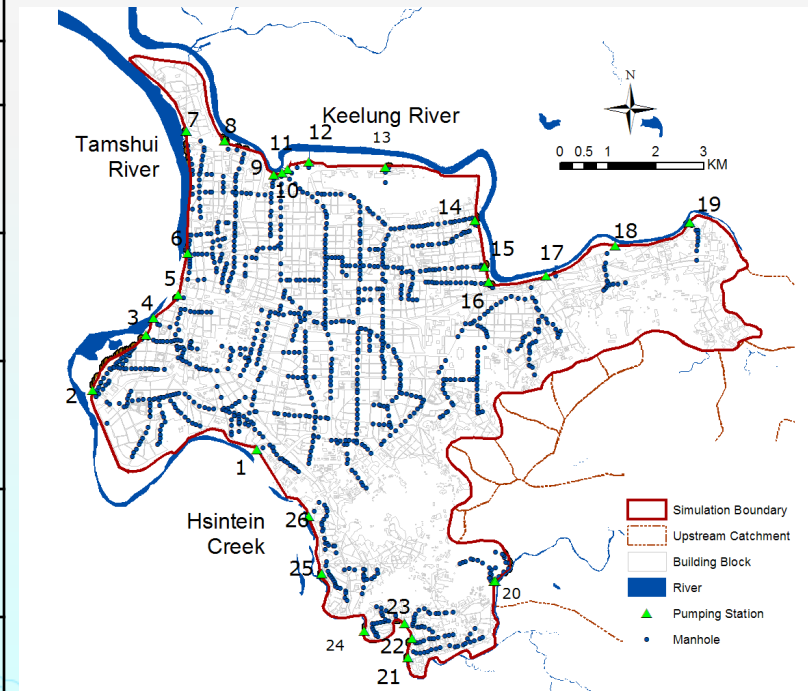 N
Keelung River
Tamshui
River
0 0.5 1 2 3
KM
7
8
9
11
10
12
13
14
15
16
17
18
19
6
5
4
3
2
1
Hsintein
Creek
26
25
24
23
22
21
20
Simulation Boundary
Upstream Catchment
Building Block
River
Pumping Station
Manhole